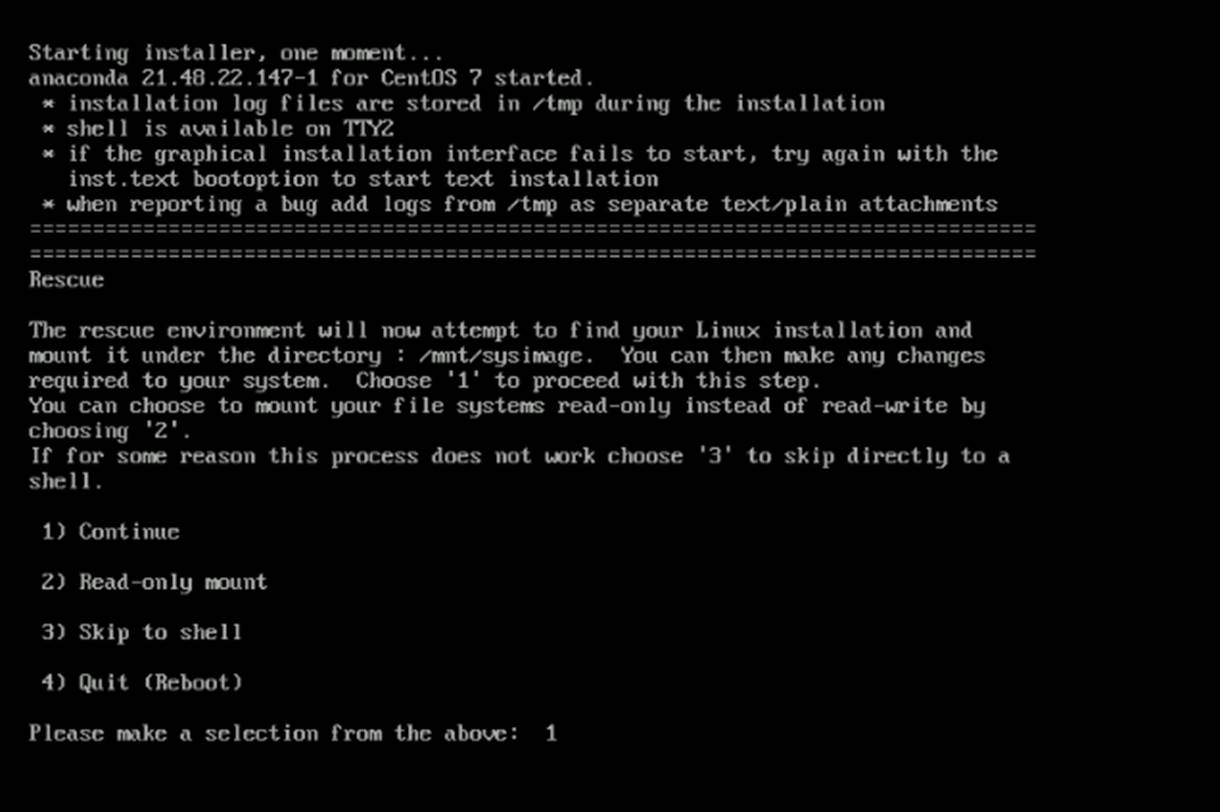 Starting installer, one moment...
anaconda 21.48.22.147-1 for CentOS 7 started.
 * installation log files are stored in /tmp during the installation
 * shell is available on TTY2
 * if the graphical installation interface fails to start, try again with the
   inst.text bootoption to start text installation
 * when reporting a bug add logs from /tmp as separate text/plain attachments
================================================================================
================================================================================
Rescue

The rescue environment will now attempt to find your Linux installation and
mount it under the directory : /mnt/sysimage.  You can then make any changes
required to your system.  Choose '1' to proceed with this step.
You can choose to mount your file systems read-only instead of read-write by
choosing '2'.
If for some reason this process does not work choose '3' to skip directly to a
shell.

 1) Continue

 2) Read-only mount

 3) Skip to shell

 4) Quit (Reboot)

Please make a selection from the above:  1